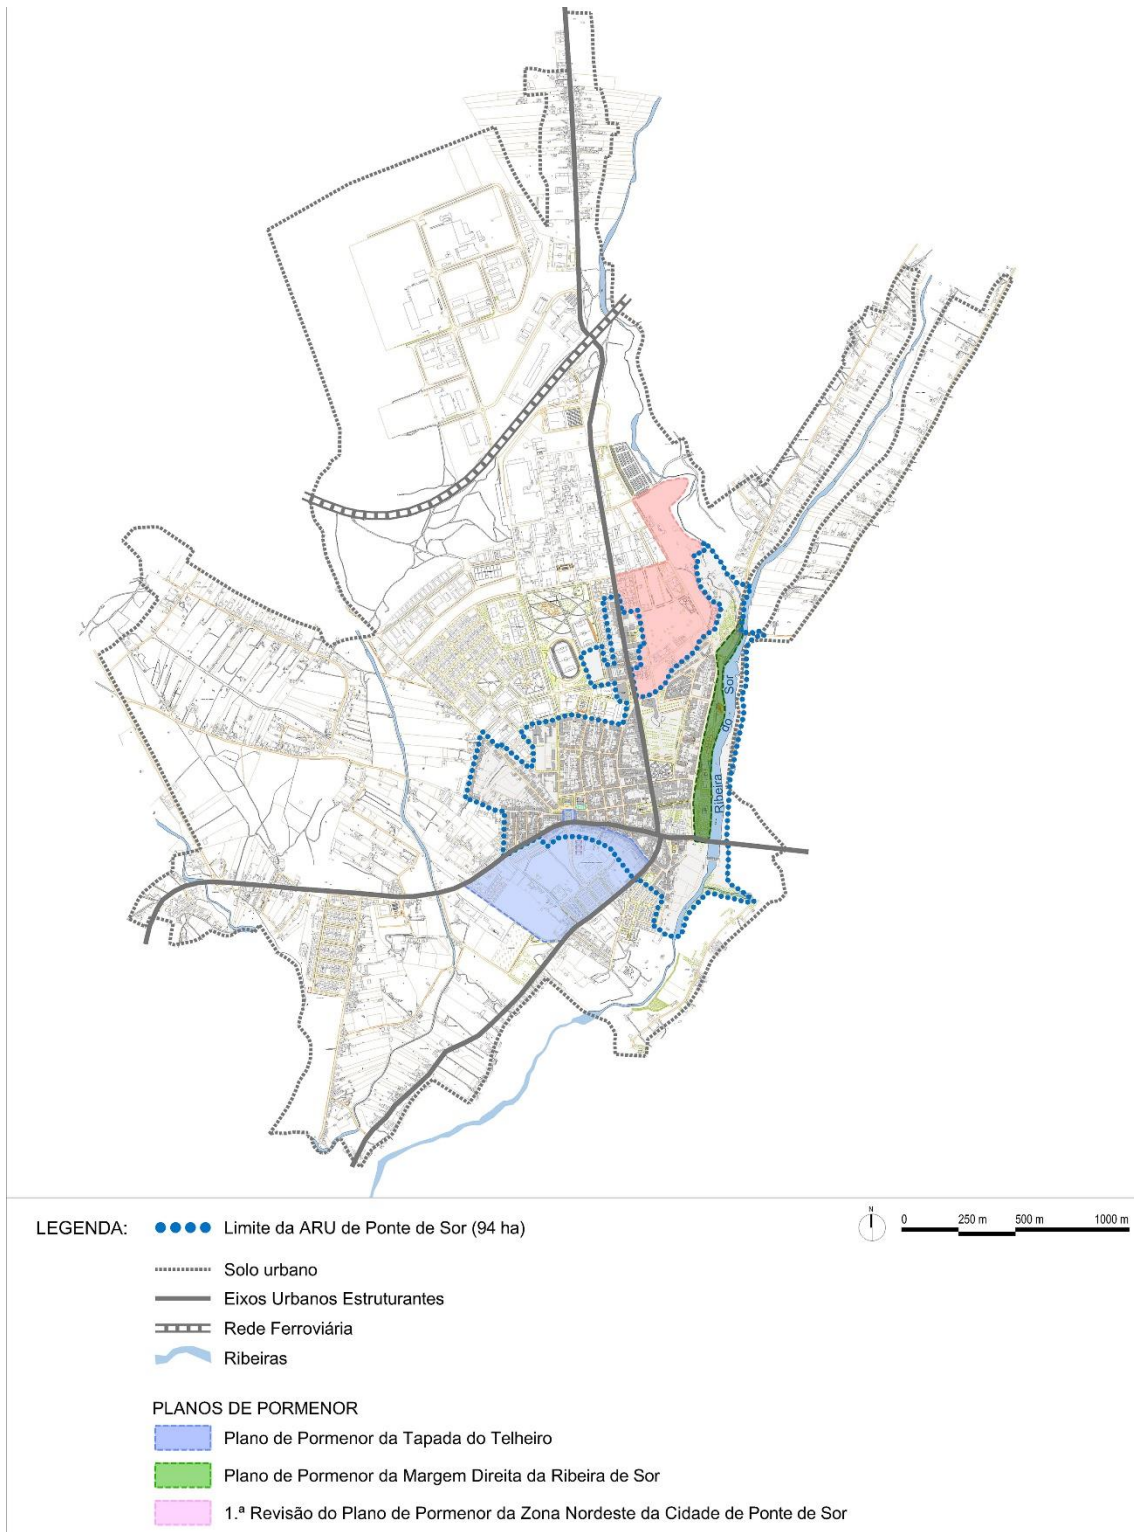 Ribeira do Sor
LEGENDA:
Limite da ARU de Ponte de Sor (94 ha)
N
0 250 m 500 m 1000 m
Solo urbano
Eixos Urbanos Estruturantes
Rede Ferroviária
Ribeiras
PLANOS DE PORMENOR
Plano de Pormenor da Tapada do Telheiro
Plano de Pormenor da Margem Direita da Ribeira de Sor
1.ª Revisão do Plano de Pormenor da Zona Nordeste da Cidade de Ponte de Sor